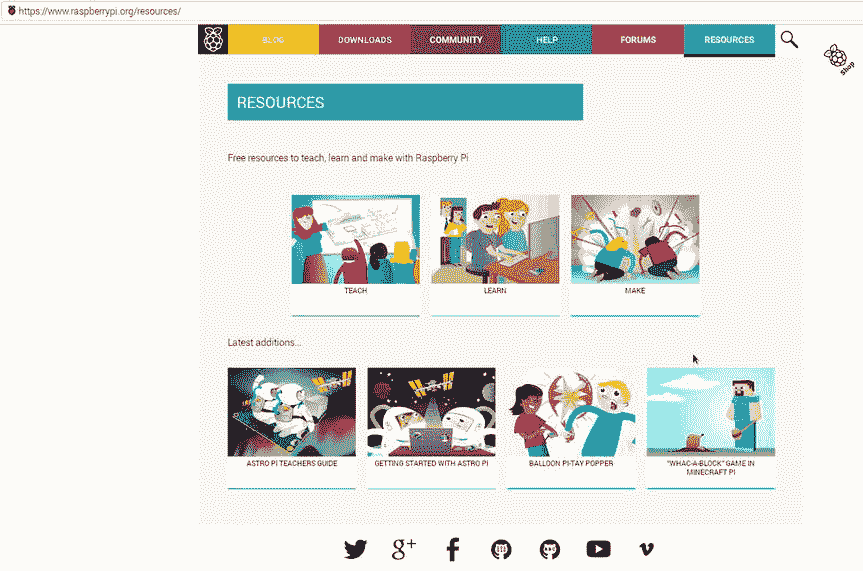 https://www.raspberrypi.org/resources/
BLOG
DOWNLOADS
COMMUNITY
HELP
FORUMS
RESOURCES
Shop
RESOURCES
Free resources to teach, learn and make with Raspberry Pi
TEACH
LEARN
MAKE
Latest additions...
ASTRO PI TEACHERS GUIDE
GETTING STARTED WITH ASTRO PI
BALLOON PI-TAY POPPER
"WHAC-A-BLOCK" GAME IN
MINECRAFT PI
g+